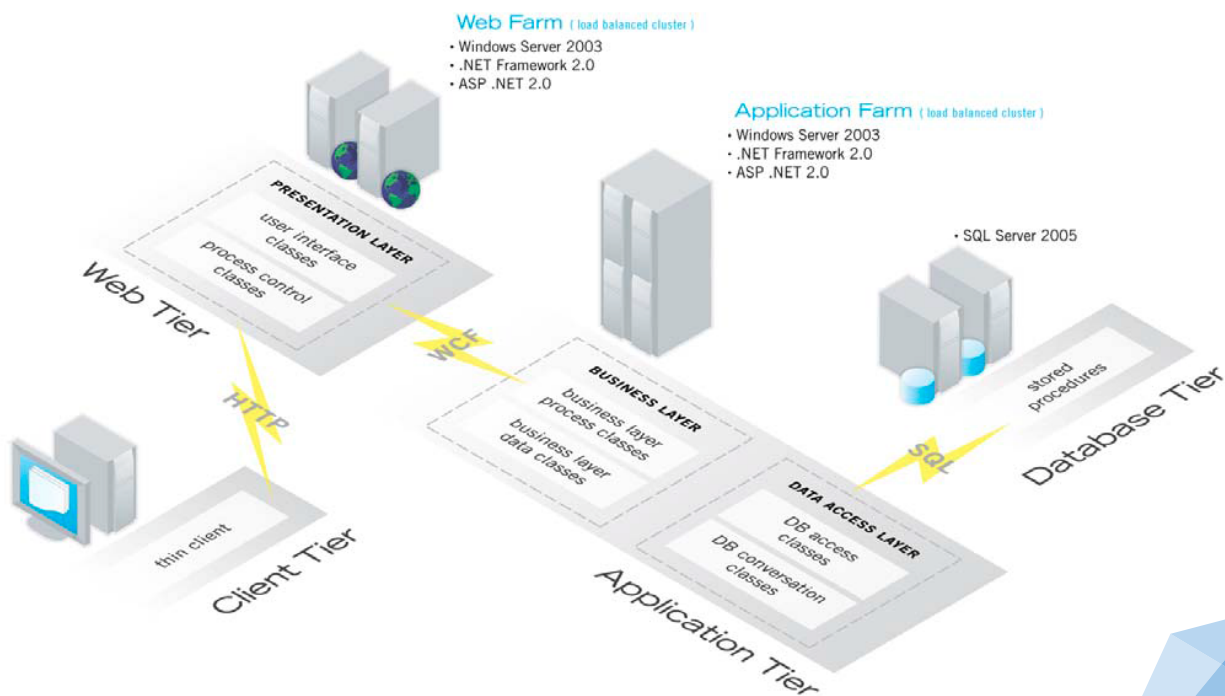 Web Farm ( load balanced cluster )
• Windows Server 2003
• .NET Framework 2.0
• ASP .NET 2.0
Application Farm ( load balanced cluster )
• Windows Server 2003
• .NET Framework 2.0
• ASP .NET 2.0
• SQL Server 2005
PRESENTATION LAYER
user interface
classes
process control
classes
Web Tier
WCF
HTTP
thin client
Client Tier
BUSINESS LAYER
business layer
process classes
business layer
data classes
DATA ACCESS LAYER
DB access
classes
DB conversation
classes
Application Tier
SQL
stored
procedures
Database Tier